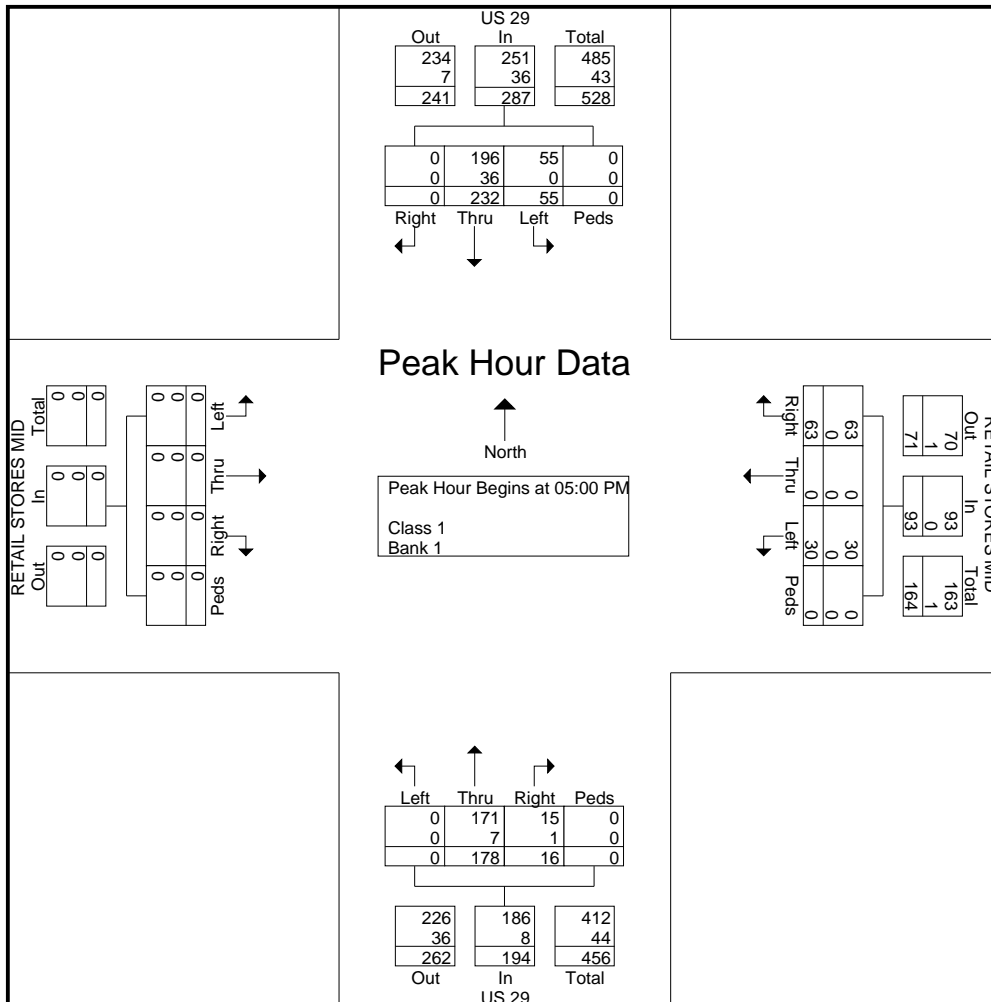 US 29
Out In Total
234 251 485
7 36 43
241 287 528
0 196 55 0
0 36 0 0
0 232 55 0
Right Thru Left Peds
Peak Hour Data
North
Peak Hour Begins at 05:00 PM
Class 1
Bank 1
RETAIL STORES MID
Total In Out
0 0 0
0 0 0
0 0 0
Left Thru Right Peds
0 0 0 0
0 0 0 0
0 0 0 0
RETAIL STORES MID
Out In Total
70 93 163
1 0 1
71 93 164
63 0 30 0
0 0 0 0
63 0 30 0
Right Thru Left Peds
Left Thru Right Peds
0 171 15 0
0 7 1 0
0 178 16 0
226 186 412
36 8 44
262 194 456
Out In Total
US 29